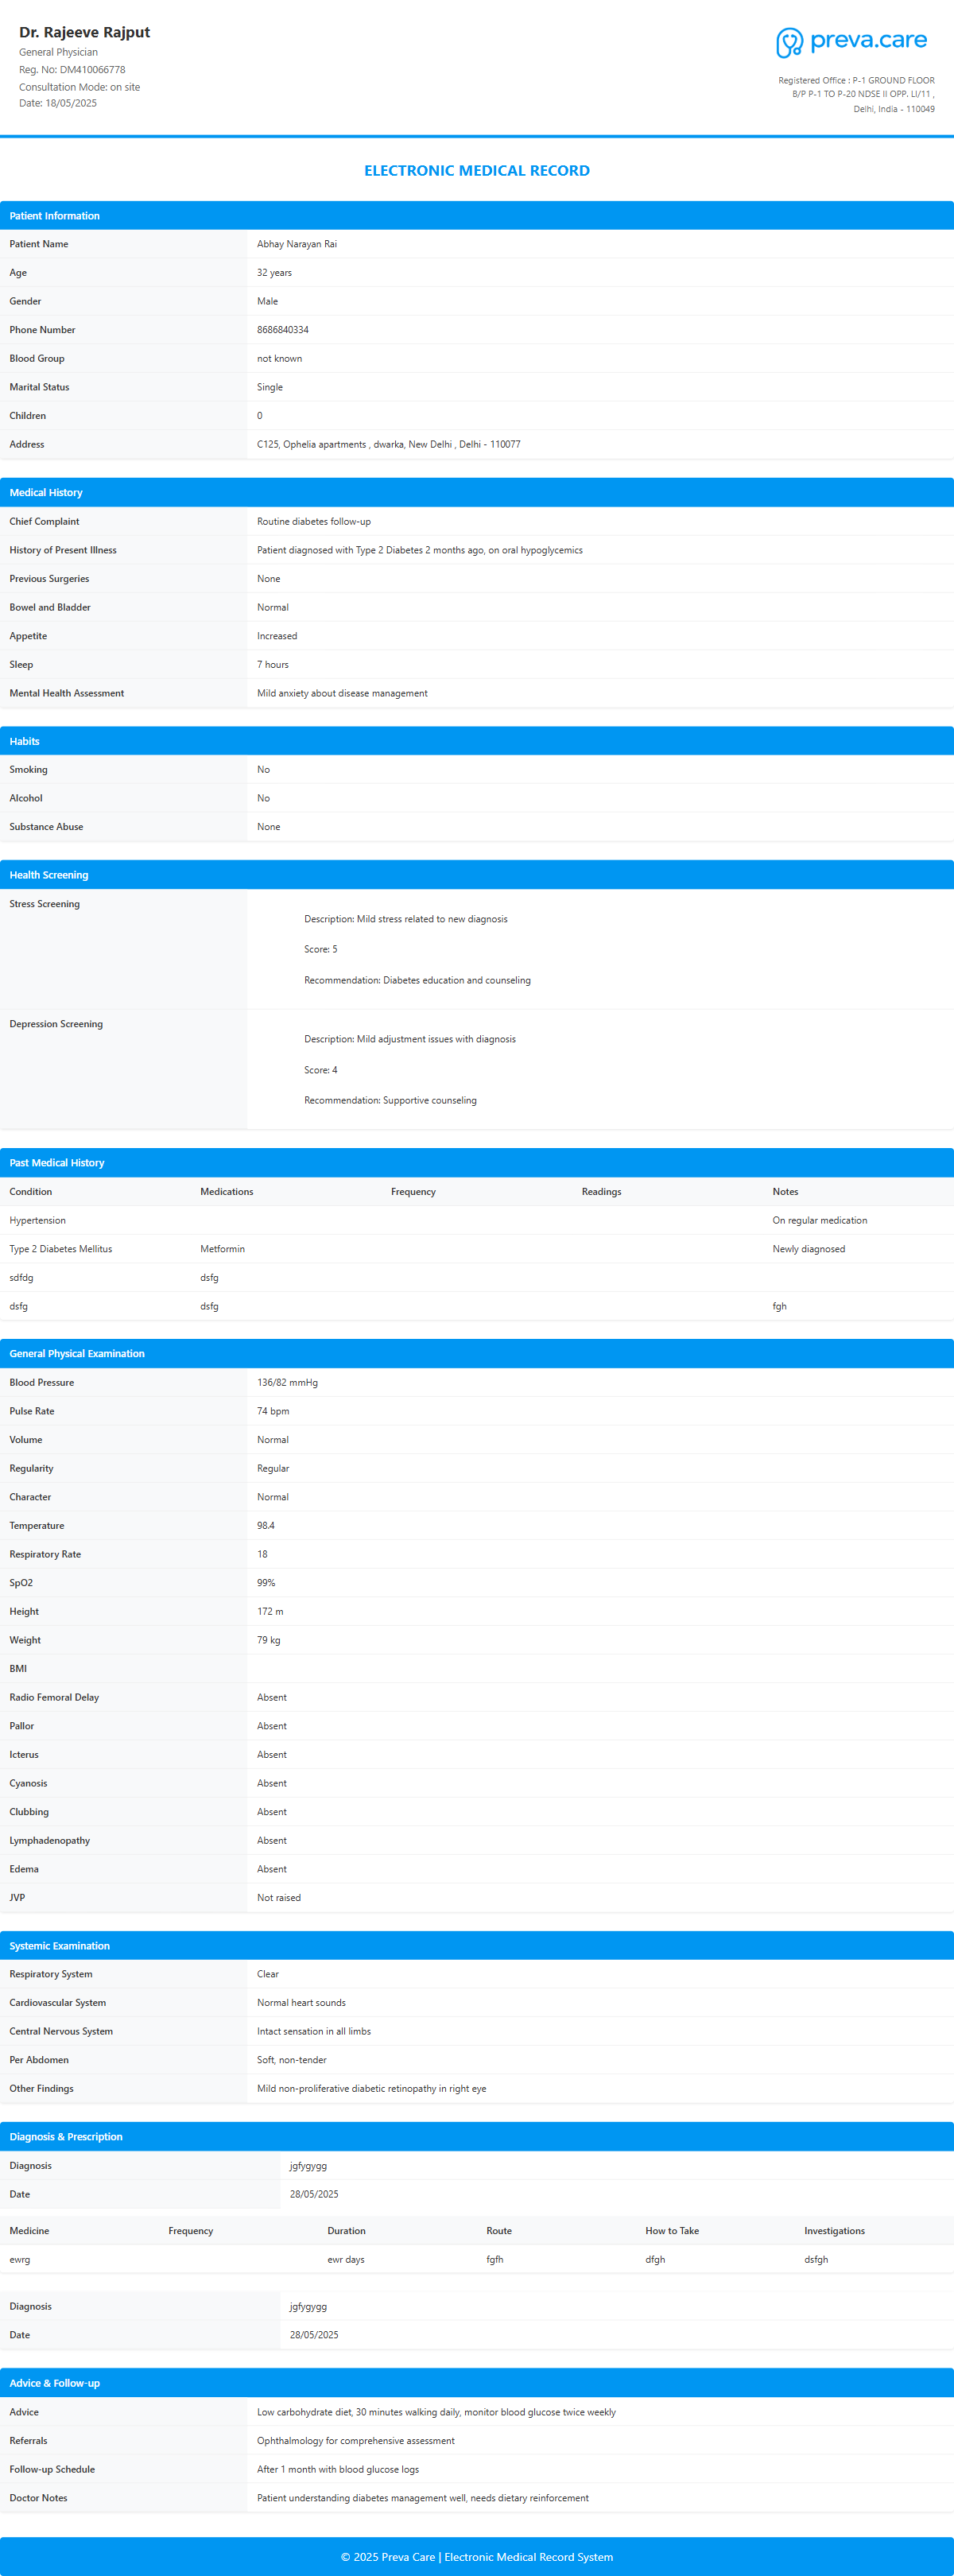 Dr. Rajeeve Rajput
General Physician
Reg. No: DM410066778
Consultation Mode: on site
Date: 18/05/2025
preva.care
Registered Office : P-1 GROUND FLOOR
B/P P-1 TO P-20 NDSE II OPP. LI/11 ,
Delhi, India - 110049
ELECTRONIC MEDICAL RECORD
Patient Information
Patient Name Abhay Narayan Rai
Age 32 years
Gender Male
Phone Number 8686840334
Blood Group not known
Marital Status Single
Children 0
Address C125, Ophelia apartments , dwarka, New Delhi , Delhi - 110077
Medical History
Chief Complaint Routine diabetes follow-up
History of Present Illness Patient diagnosed with Type 2 Diabetes 2 months ago, on oral hypoglycemics
Previous Surgeries None
Bowel and Bladder Normal
Appetite Increased
Sleep 7 hours
Mental Health Assessment Mild anxiety about disease management
Habits
Smoking No
Alcohol No
Substance Abuse None
Health Screening
Stress Screening
Description: Mild stress related to new diagnosis
Score: 5
Recommendation: Diabetes education and counseling
Depression Screening
Description: Mild adjustment issues with diagnosis
Score: 4
Recommendation: Supportive counseling
Past Medical History
Condition Medications Frequency Readings Notes
Hypertension On regular medication
Type 2 Diabetes Mellitus Metformin Newly diagnosed
sdfdg dsfg
dsfg dsfg fgh
General Physical Examination
Blood Pressure 136/82 mmHg
Pulse Rate 74 bpm
Volume Normal
Regularity Regular
Character Normal
Temperature 98.4
Respiratory Rate 18
SpO2 99%
Height 172 m
Weight 79 kg
BMI
Radio Femoral Delay Absent
Pallor Absent
Icterus Absent
Cyanosis Absent
Clubbing Absent
Lymphadenopathy Absent
Edema Absent
JVP Not raised
Systemic Examination
Respiratory System Clear
Cardiovascular System Normal heart sounds
Central Nervous System Intact sensation in all limbs
Per Abdomen Soft, non-tender
Other Findings Mild non-proliferative diabetic retinopathy in right eye
Diagnosis & Prescription
Diagnosis jgfygygg
Date 28/05/2025
Medicine Frequency Duration Route How to Take Investigations
ewrg ewr days fgfh dfgh dsfgh
Diagnosis jgfygygg
Date 28/05/2025
Advice & Follow-up
Advice Low carbohydrate diet, 30 minutes walking daily, monitor blood glucose twice weekly
Referrals Ophthalmology for comprehensive assessment
Follow-up Schedule After 1 month with blood glucose logs
Doctor Notes Patient understanding diabetes management well, needs dietary reinforcement
© 2025 Preva Care | Electronic Medical Record System